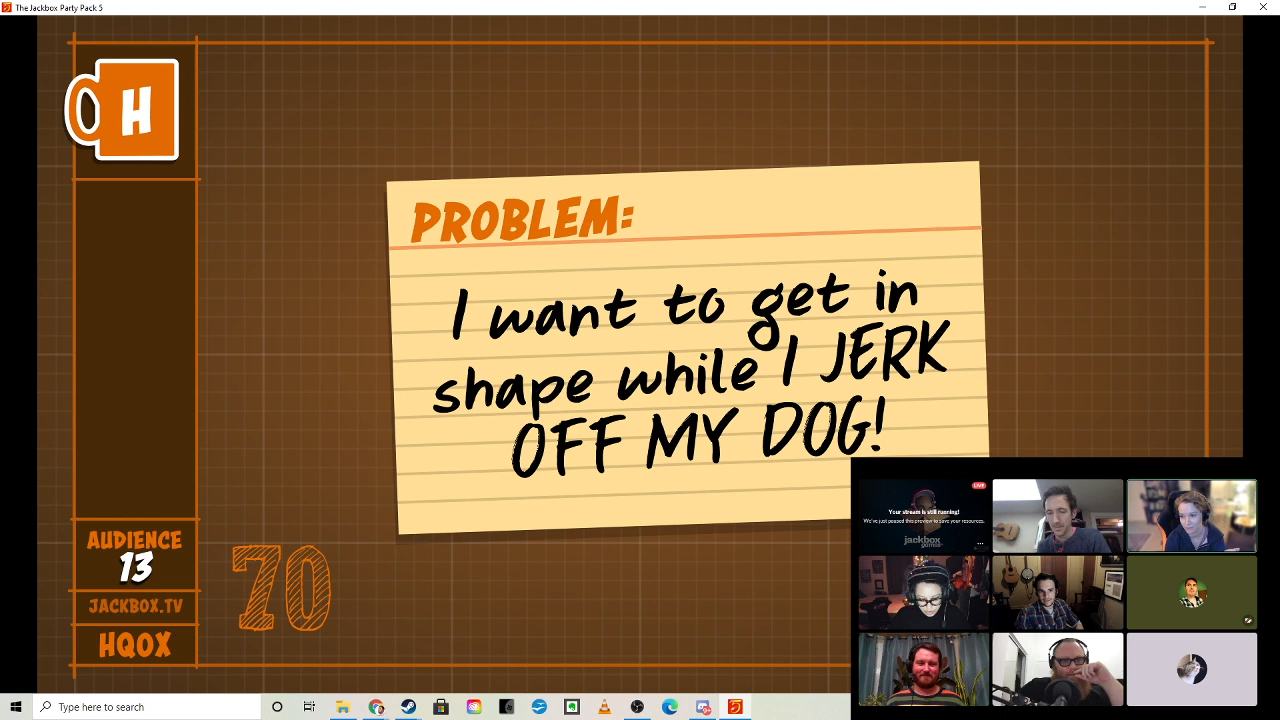 The Jackbox Party Pack 5
H
PROBLEM:
I want to get in
shape while I JERK
OFF MY DOG!
AUDIENCE
13
JACKBOX.TV
HQOX
70
LIVE
Your stream is still running!
We've just paused this preview to save your resources.
jackbox
games
Type here to search